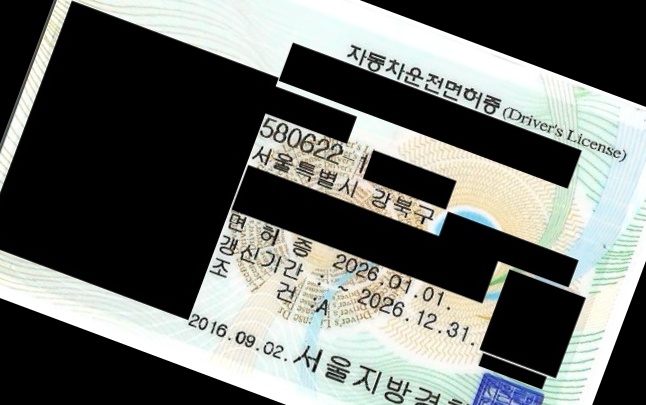 자동차운전면허증 (Driver's License)
580622
서울특별시 강북구
면 허 증 2026.01.01.
갱신기간 : ~ 2026.12.31.
조 건 : A
2016.09.02. 서울지방경